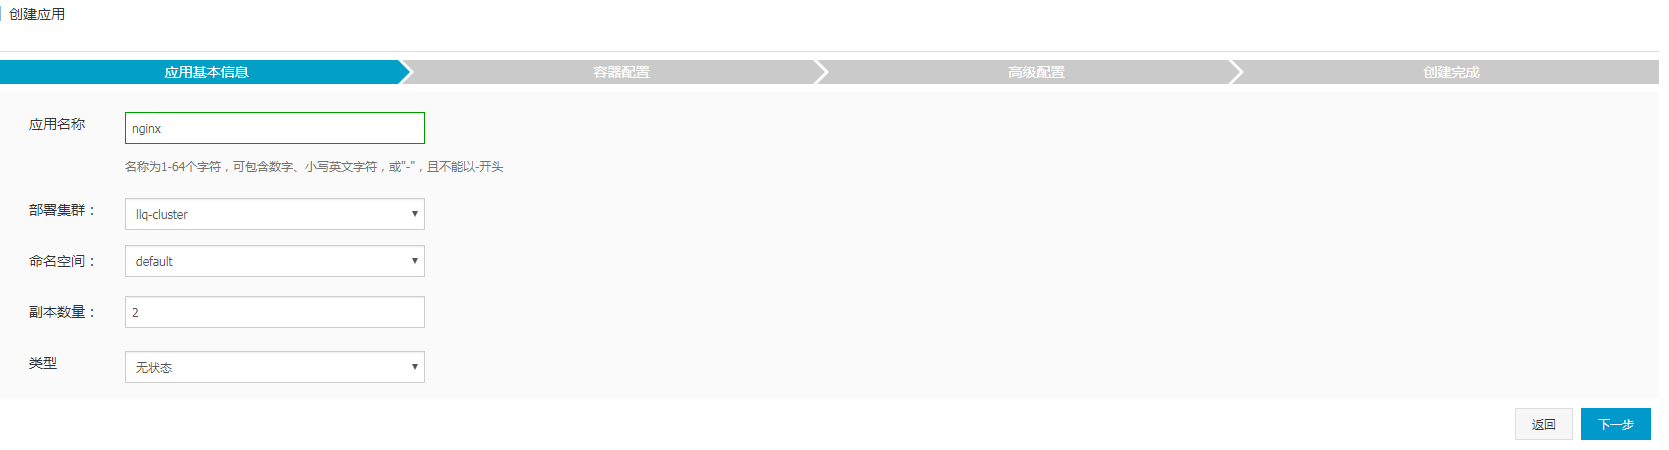 创建应用
应用基本信息 容器配置 高级配置 创建完成
应用名称 nginx
名称为1-64个字符，可包含数字、小写英文字符，或"-"，且不能以-开头
部署集群： llq-cluster
命名空间： default
副本数量： 2
类型 无状态
返回 下一步